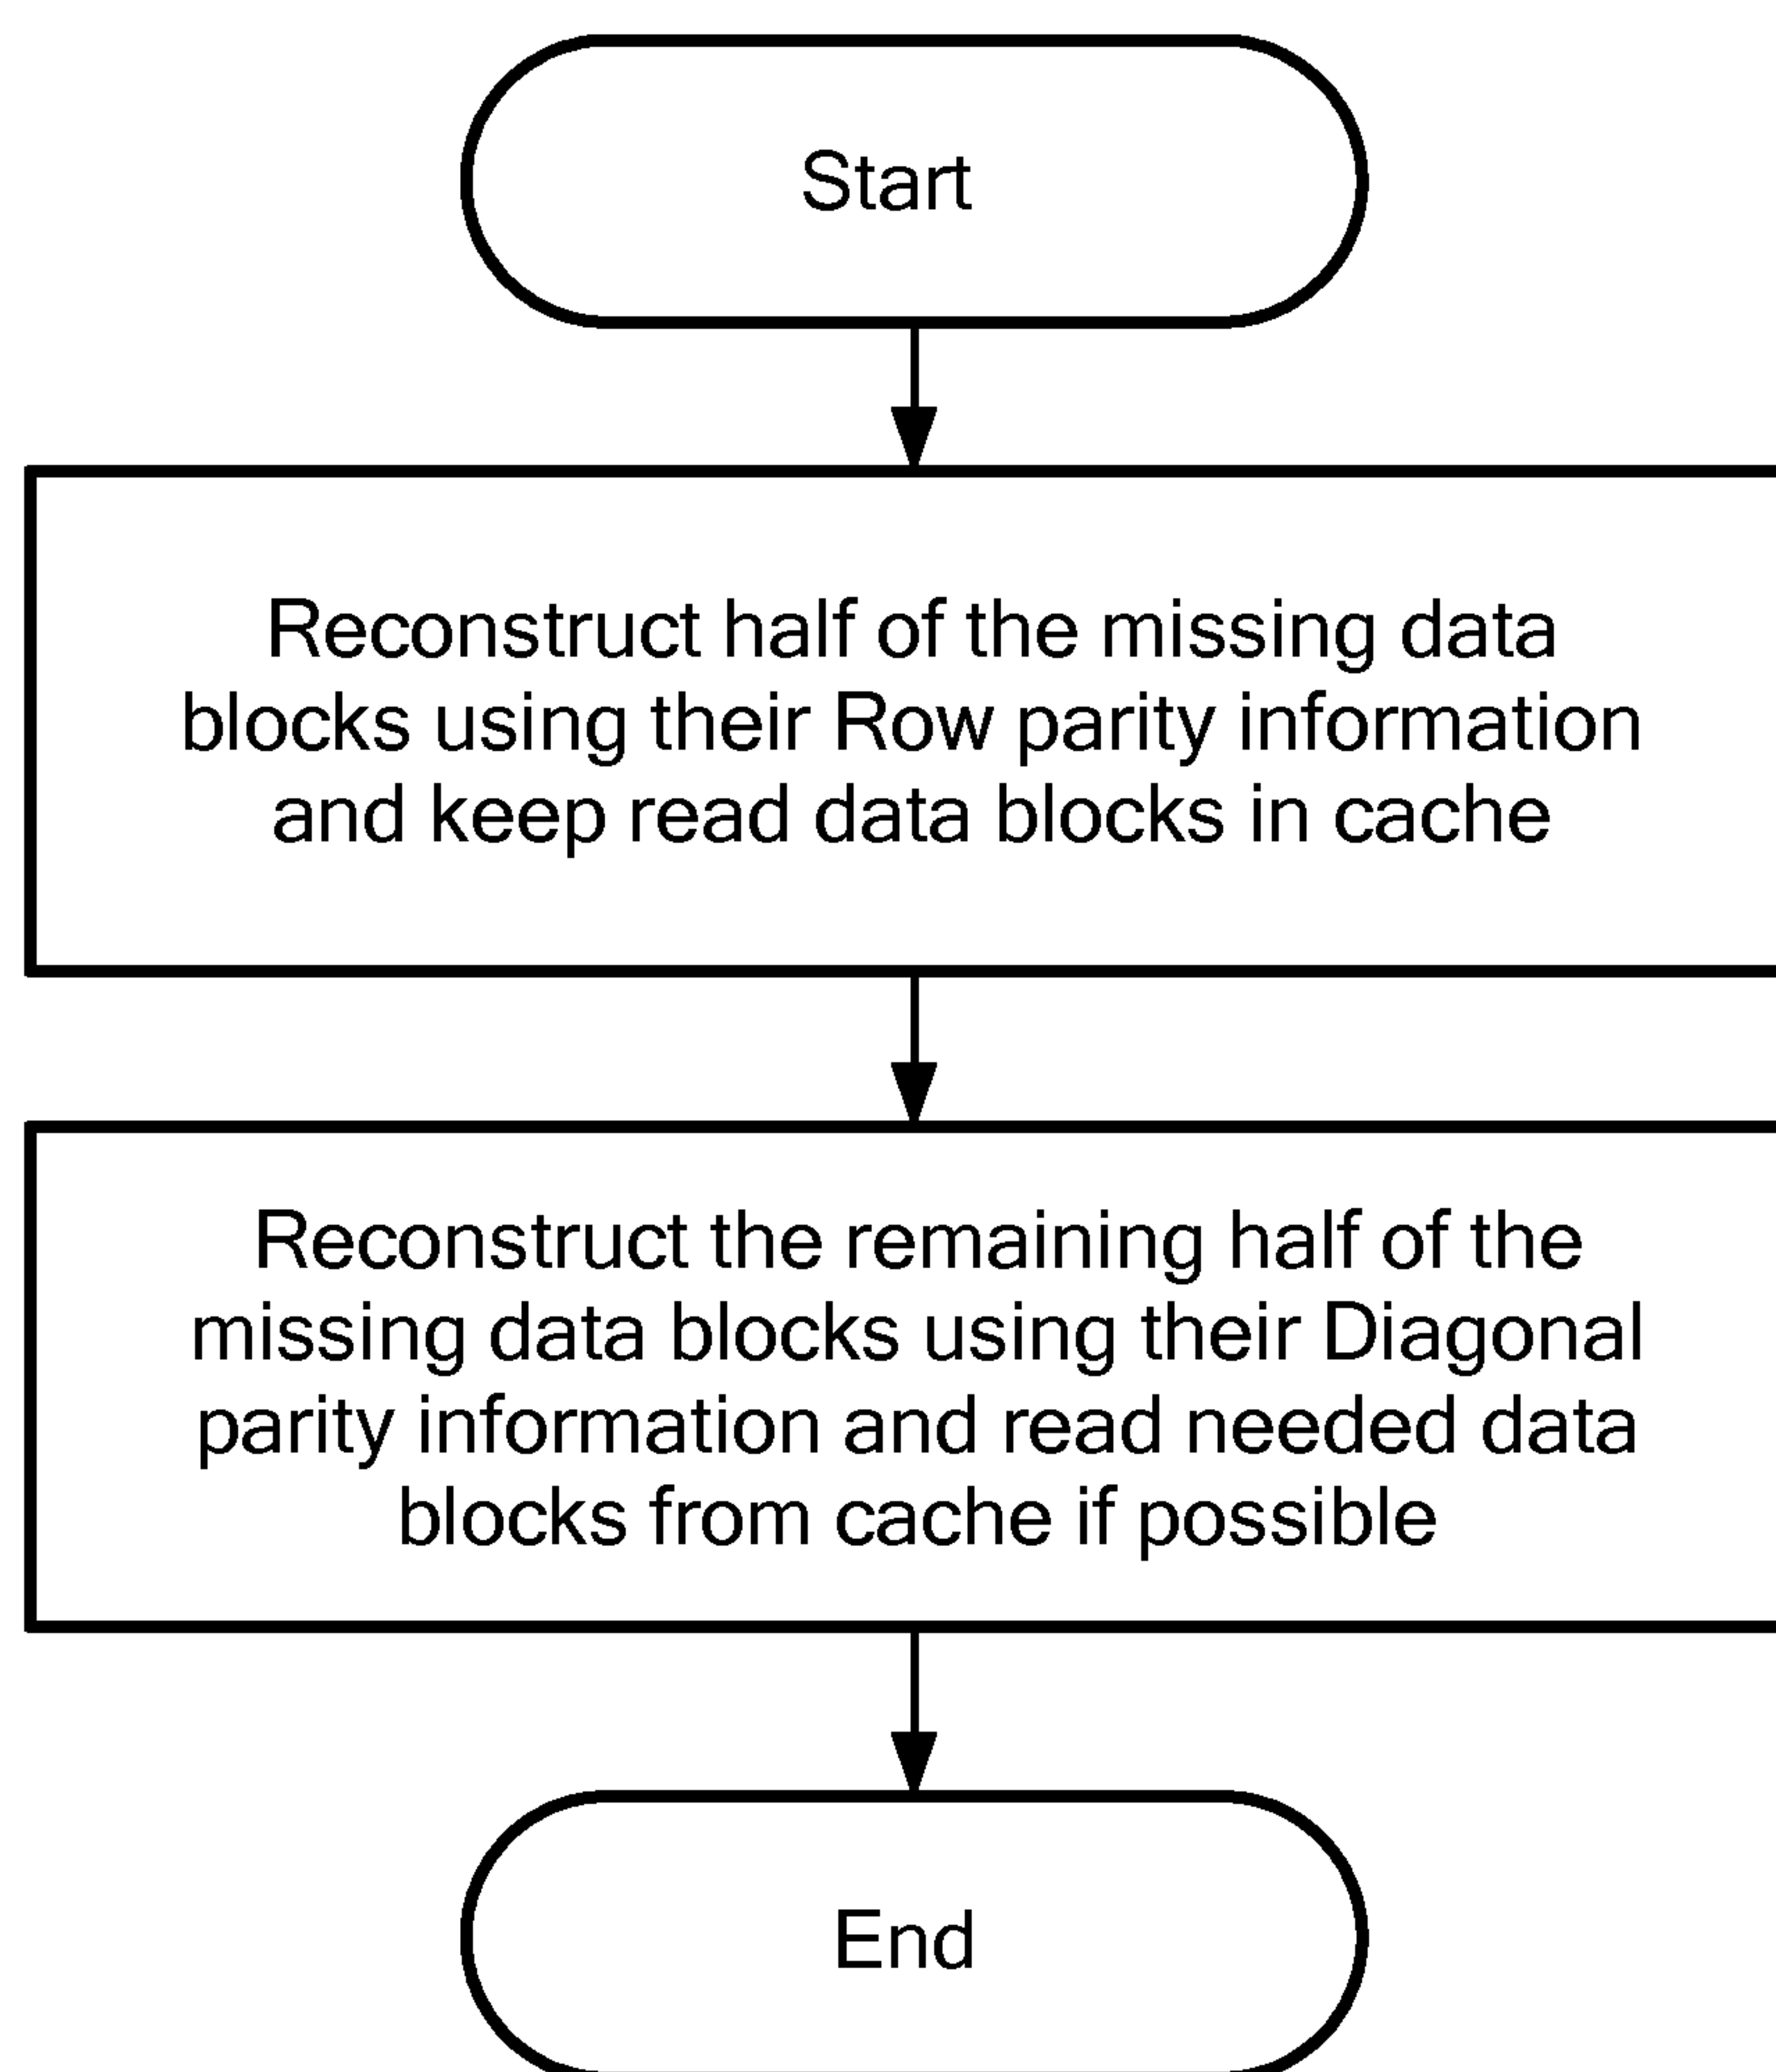 Start
Reconstruct half of the missing data
blocks using their Row parity information
and keep read data blocks in cache
Reconstruct the remaining half of the
missing data blocks using their Diagonal
parity information and read needed data
blocks from cache if possible
End